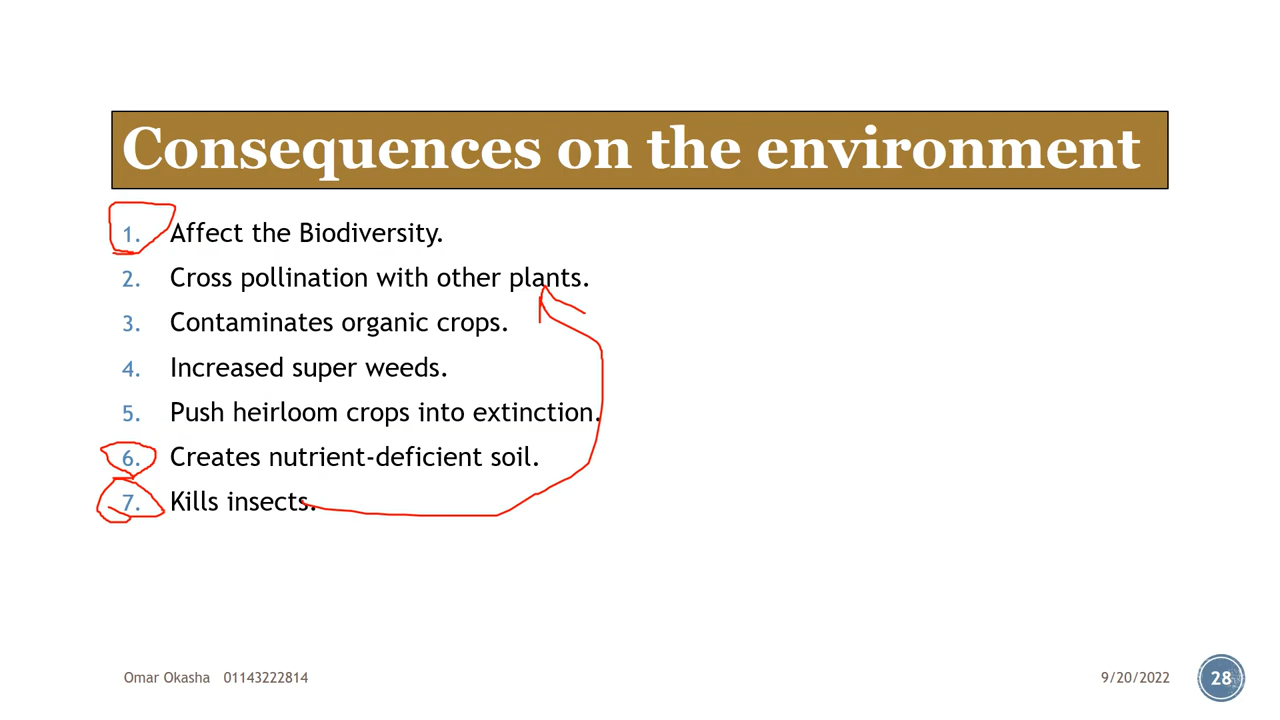 Consequences on the environment
1. Affect the Biodiversity.
2. Cross pollination with other plants.
3. Contaminates organic crops.
4. Increased super weeds.
5. Push heirloom crops into extinction.
6. Creates nutrient-deficient soil.
7. Kills insects.
Omar Okasha 01143222814
9/20/2022
28